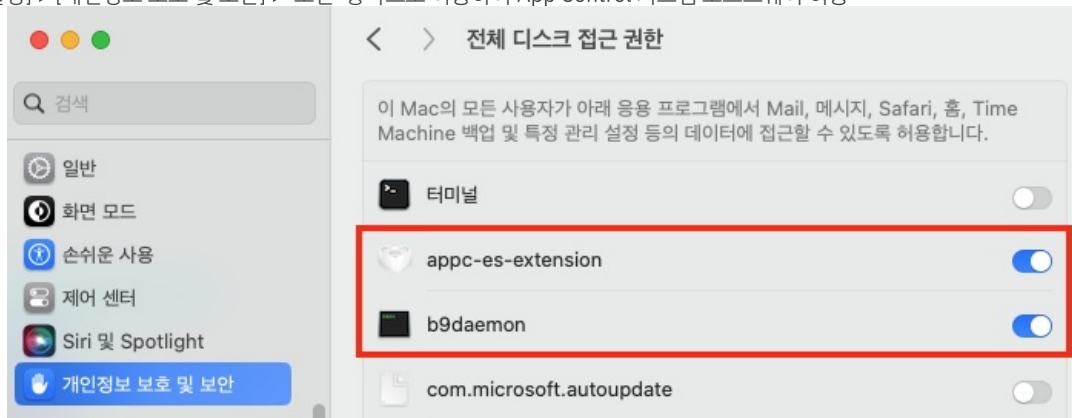 전체 디스크 접근 권한
검색
이 Mac의 모든 사용자가 아래 응용 프로그램에서 Mail, 메시지, Safari, 홈, Time
Machine 백업 및 특정 관리 설정 등의 데이터에 접근할 수 있도록 허용합니다.
일반
터미널
화면 모드
손쉬운 사용
appc-es-extension
제어 센터
b9daemon
Siri 및 Spotlight
개인정보 보호 및 보안
com.microsoft.autoupdate